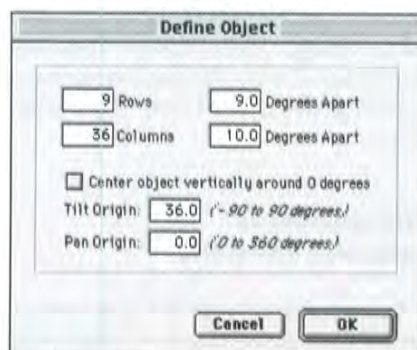 Define Object
9 Rows 9.0 Degrees Apart
36 Columns 10.0 Degrees Apart
Center object vertically around 0 degrees
Tilt Origin: 36.0 (-90 to 90 degrees.)
Pan Origin: 0.0 (0 to 360 degrees.)
Cancel OK